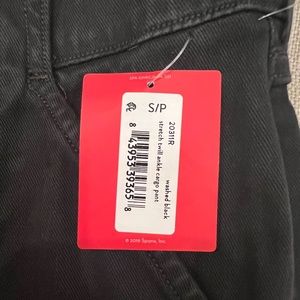 S/P
20311R
stretch twill ankle cargo pant
washed black
8 43953 39365 8
© 2018 Spanx, Inc.